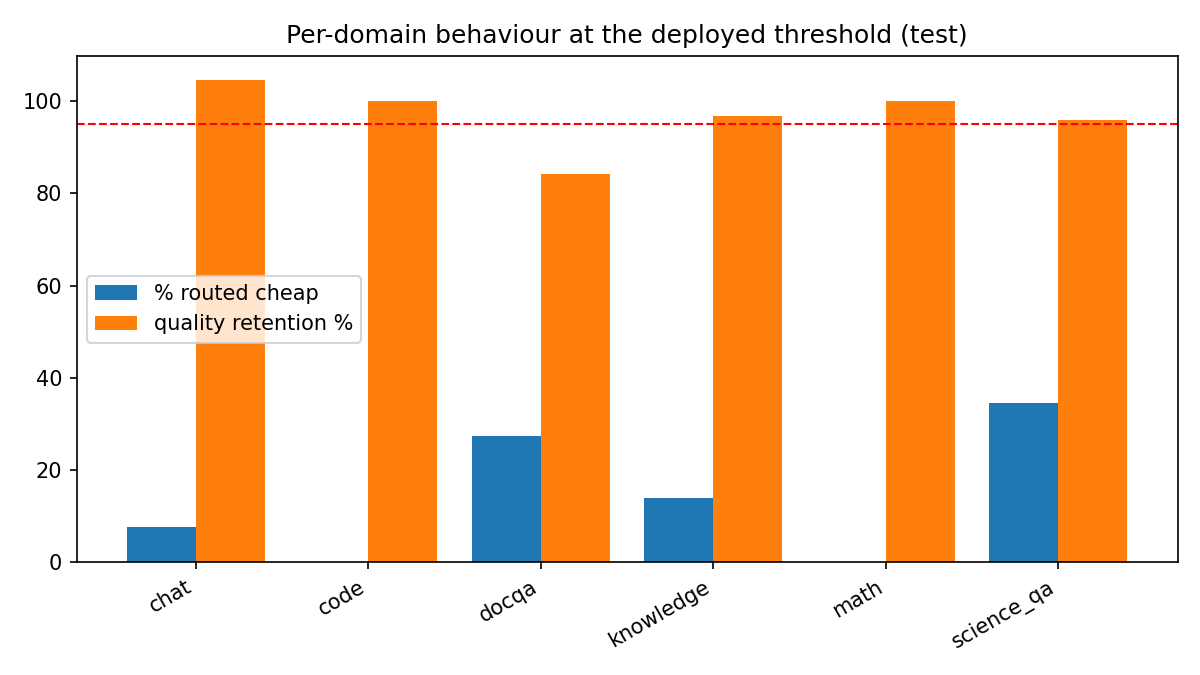 Per-domain behaviour at the deployed threshold (test)
100
80
60
40
20
0
% routed cheap
quality retention %
chat
code
docqa
knowledge
math
science_qa